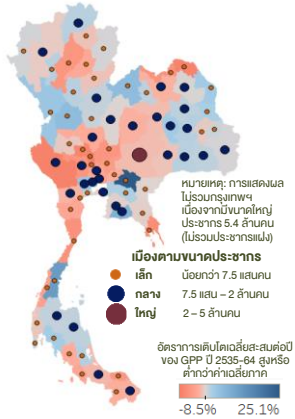 หมายเหตุ: การแสดงผล
ไม่รวมกรุงเทพฯ
เนื่องจากมีขนาดใหญ่
ประชากร 5.4 ล้านคน
(ไม่รวมประชากรแฝง)
เมืองตามขนาดประชากร
เล็ก น้อยกว่า 7.5 แสนคน
กลาง 7.5 แสน – 2 ล้านคน
ใหญ่ 2 – 5 ล้านคน
อัตราการเติบโตเฉลี่ยสะสมต่อปี
ของ GPP ปี 2535-64 สูงหรือ
ต่ำกว่าค่าเฉลี่ยภาค
-8.5% 25.1%